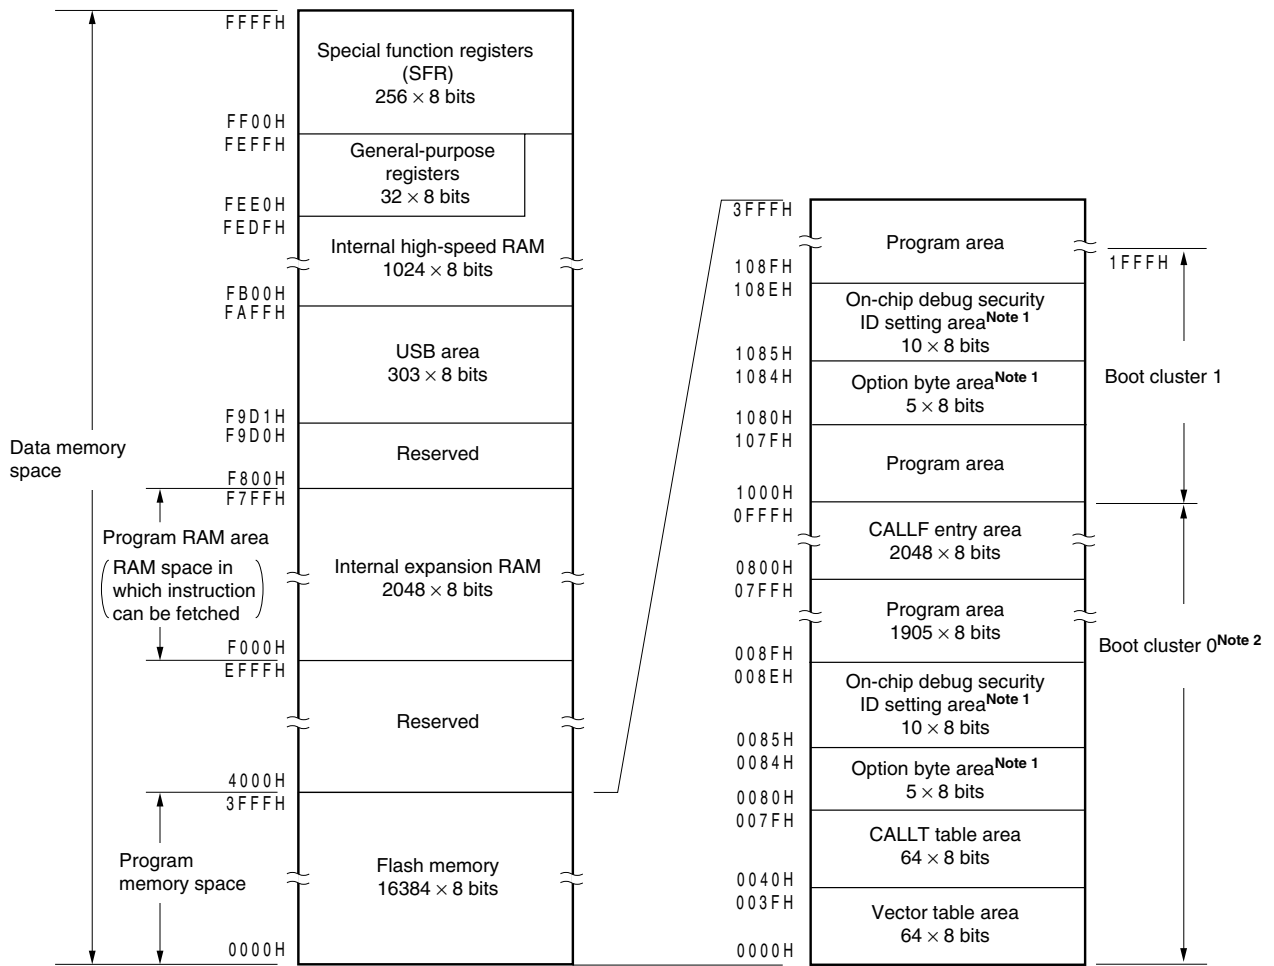 FFFFH
Special function registers
(SFR)
256 × 8 bits
FF00H
FEFFH
General-purpose
registers
32 × 8 bits
FEE0H
FEDFH
Internal high-speed RAM
1024 × 8 bits
FB00H
FAFFH
USB area
303 × 8 bits
F9D1H
F9D0H
Reserved
F800H
F7FFH
Data memory
space
Program RAM area
RAM space in
which instruction
can be fetched
Internal expansion RAM
2048 × 8 bits
F000H
EFFFH
Reserved
4000H
3FFFH
Program
memory space
Flash memory
16384 × 8 bits
0000H
3FFFH
Program area
1FFFH
108FH
108EH
On-chip debug security
ID setting areaNote 1
10 × 8 bits
1085H
1084H
Boot cluster 1
Option byte areaNote 1
5 × 8 bits
1080H
107FH
Program area
1000H
0FFFH
CALLF entry area
2048 × 8 bits
0800H
07FFH
Program area
1905 × 8 bits
Boot cluster 0Note 2
008FH
008EH
On-chip debug security
ID setting areaNote 1
10 × 8 bits
0085H
0084H
Option byte areaNote 1
5 × 8 bits
0080H
007FH
CALLT table area
64 × 8 bits
0040H
003FH
Vector table area
64 × 8 bits
0000H